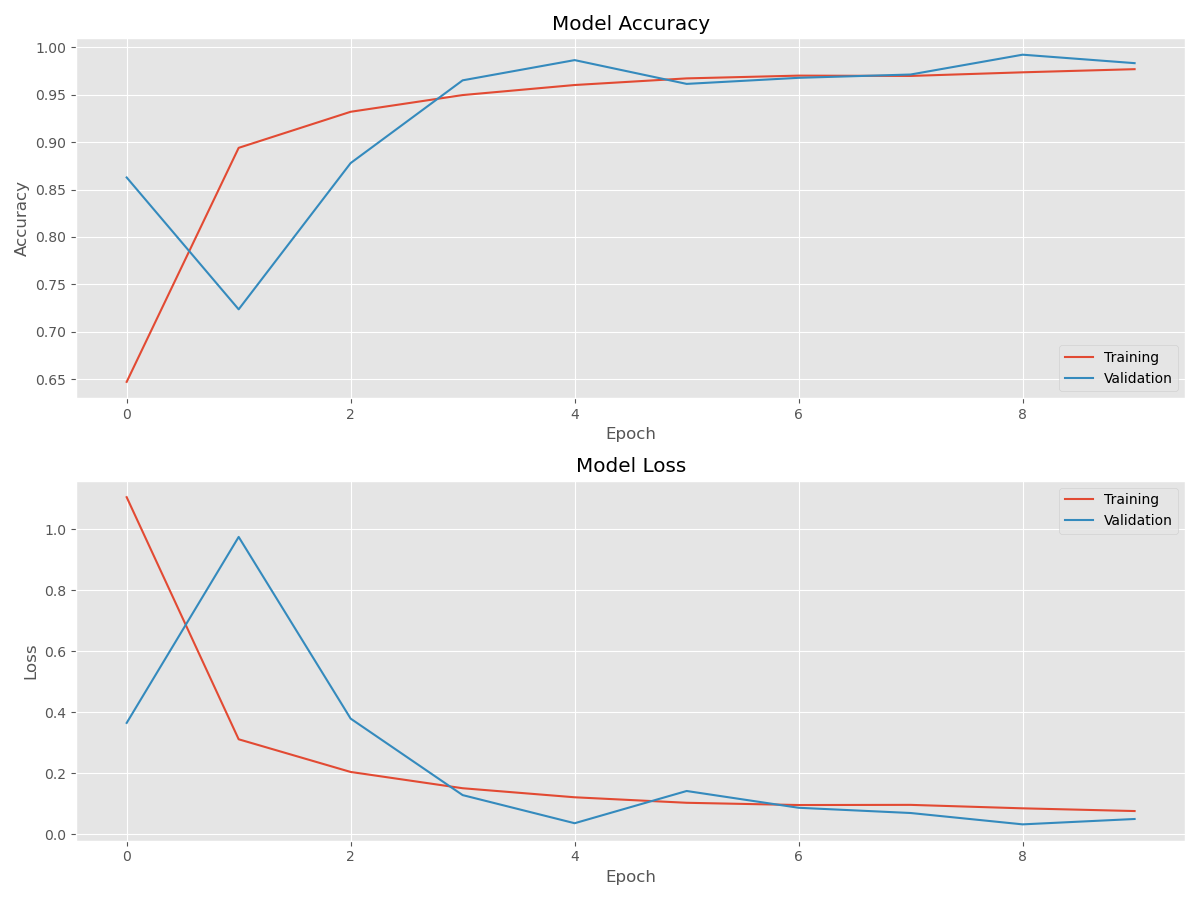 Model Accuracy
1.00
0.95
0.90
0.85
0.80
0.75
0.70
0.65
Accuracy
Training
Validation
0 2 4 6 8
Epoch
Model Loss
Training
Validation
1.0
0.8
0.6
0.4
0.2
0.0
Loss
0 2 4 6 8
Epoch